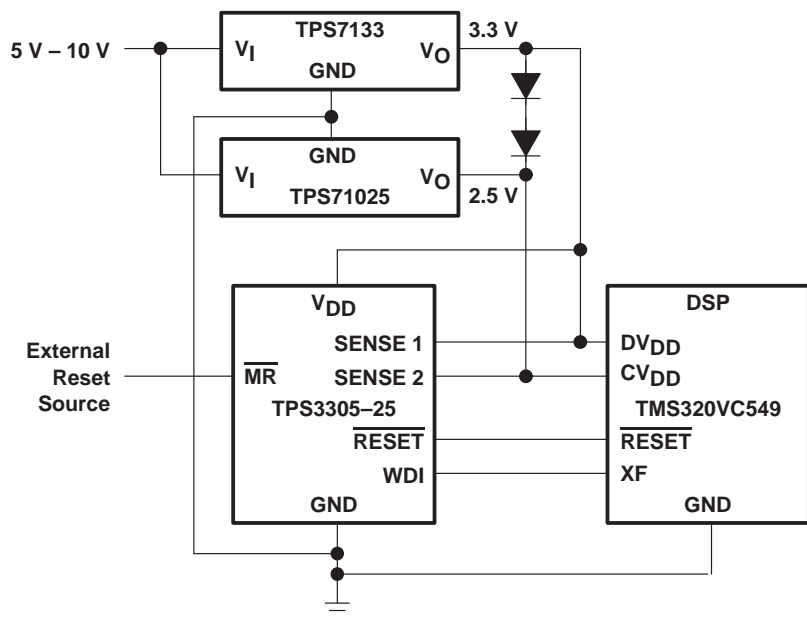 TPS7133
5 V – 10 V
VI
VO
3.3 V
GND
GND
VI
VO
TPS71025
2.5 V
VDD
DSP
SENSE 1
DVDD
External
Reset
Source
MR
SENSE 2
CVDD
TPS3305–25
TMS320VC549
RESET
RESET
WDI
XF
GND
GND